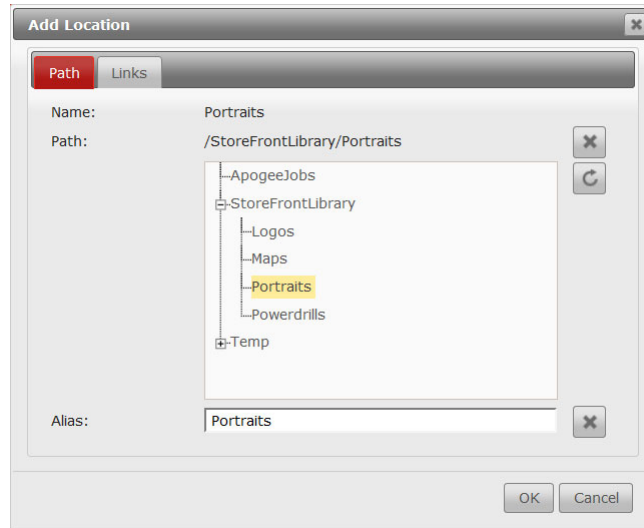 Add Location
Path Links
Name: Portraits
Path: /StoreFrontLibrary/Portraits
ApogeeJobs
StoreFrontLibrary
Logos
Maps
Portraits
Powerdrills
Temp
Alias: Portraits
OK Cancel